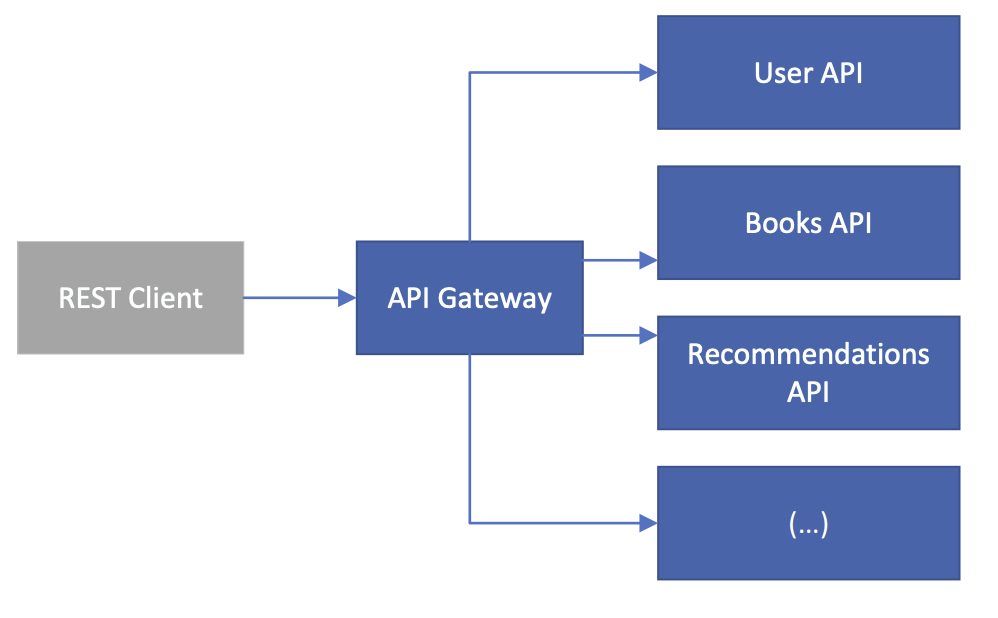 User API
Books API
REST Client
API Gateway
Recommendations
API
(...)